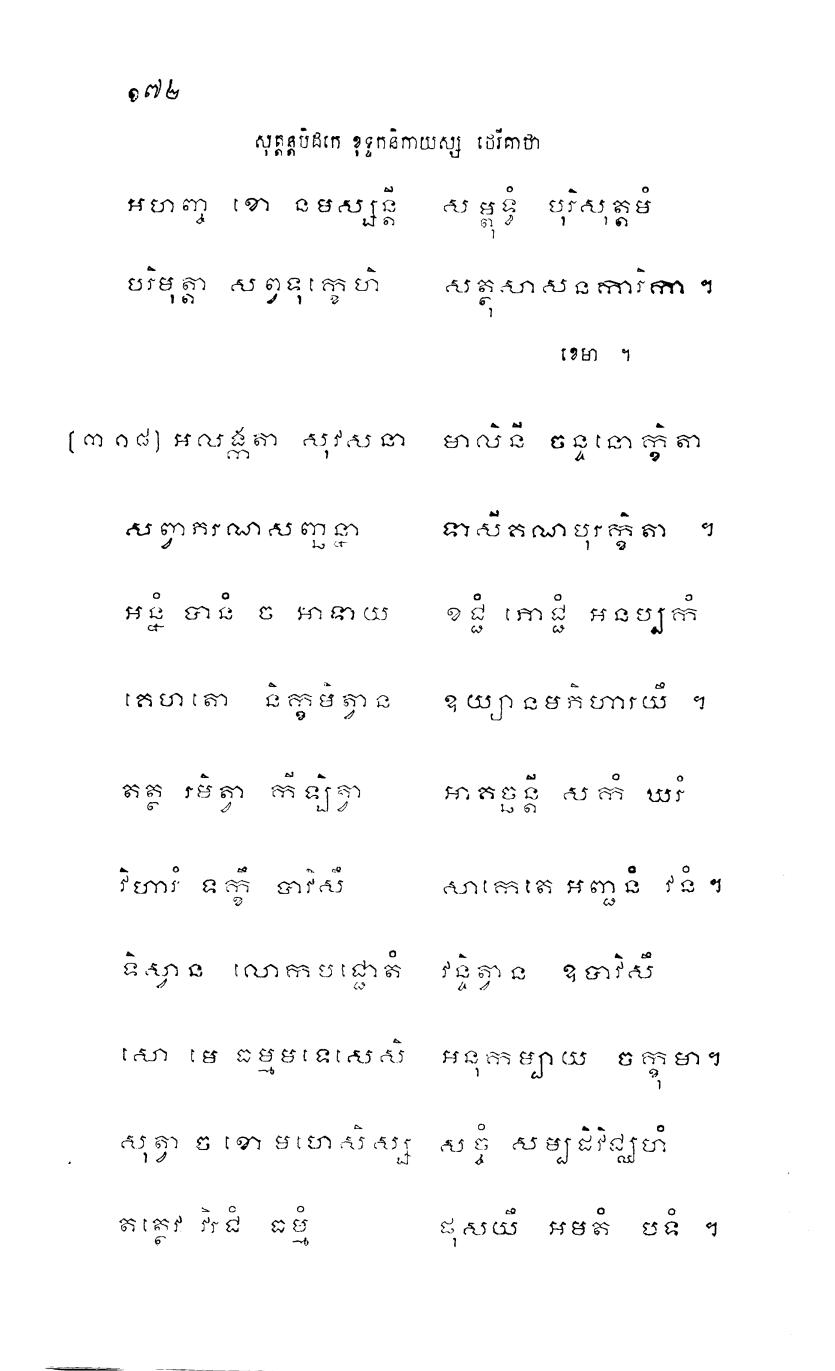 ១៧២
សុត្តន្តបិដកេ ខុទ្ទកនិកាយស្ស ថេរីគាថា
អហញ្ច ខោ នមស្សន្តី សម្ពុទ្ធំ បុរិសុត្តមំ
បរិមុត្តា សព្វទុក្ខេហិ សត្ថុសាសនការិកា ។
ខេមា ។
[៣១៨] អលង្កតា សុវសនា មាលិនី ចន្ទនោក្ខិតា
សព្វាភរណសញ្ឆន្នា ទាសីគណបុរក្ខិតា ។
អន្នំ បានំ ច អាទាយ ខជ្ជំ ភោជ្ជំ អនប្បកំ
គេហតោ និក្ខមិត្វាន ឧយ្យានមភិហារយឹ ។
តត្ថ រមិត្វា កីឡិត្វា អាគច្ឆន្តី សកំ ឃរំ
វិហារំ ទក្ខឹ បាវិសឹ សាកេតេ អញ្ជនំ វនំ ។
ទិស្វាន លោកបជ្ជោតំ វន្ទិត្វាន ឧបាវិសឹ
សោ មេ ធម្មមទេសេសិ អនុកម្បាយ ចក្ខុមា ។
សុត្វា ច ខោ មហេសិស្ស សច្ចំ សម្បដិវិជ្ឈហំ
តត្ថេវ វិរជំ ធម្មំ ផុសយឹ អមតំ បទំ ។